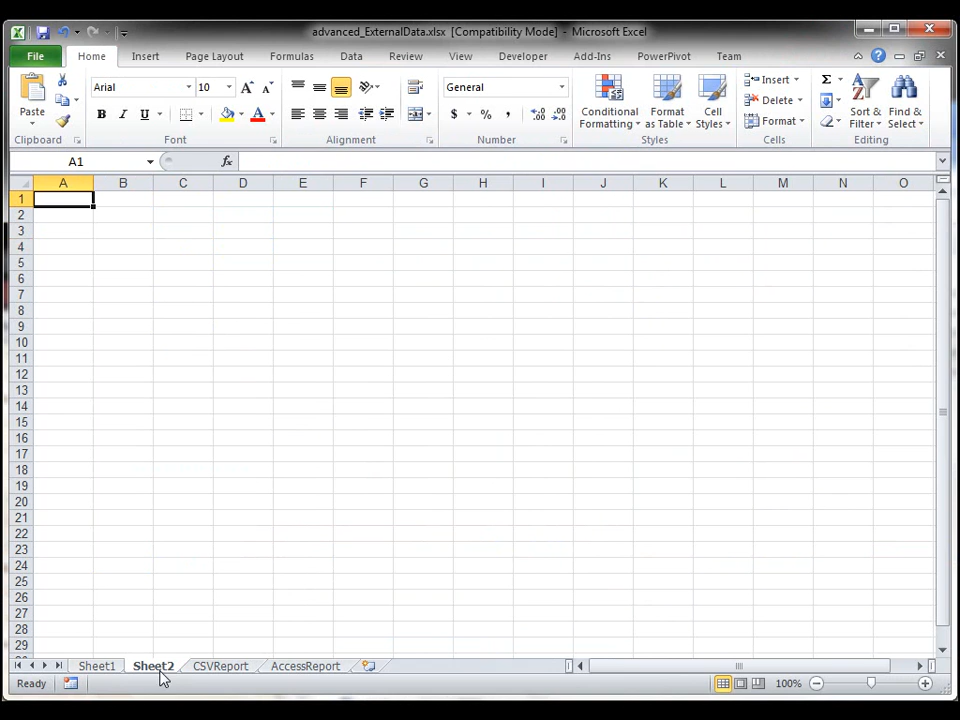 advanced_ExternalData.xlsx [Compatibility Mode] - Microsoft Excel
File Home Insert Page Layout Formulas Data Review View Developer Add-Ins PowerPivot Team
Paste
Arial 10
B I U A
General
$ % ,
Conditional Formatting
Format as Table
Cell Styles
Insert
Delete
Format
Σ
Sort & Filter
Find & Select
Clipboard Font Alignment Number Styles Cells Editing
A1 fx
A B C D E F G H I J K L M N O
1
2
3
4
5
6
7
8
9
10
11
12
13
14
15
16
17
18
19
20
21
22
23
24
25
26
27
28
29
Sheet1 Sheet2 CSVReport AccessReport
Ready 100%